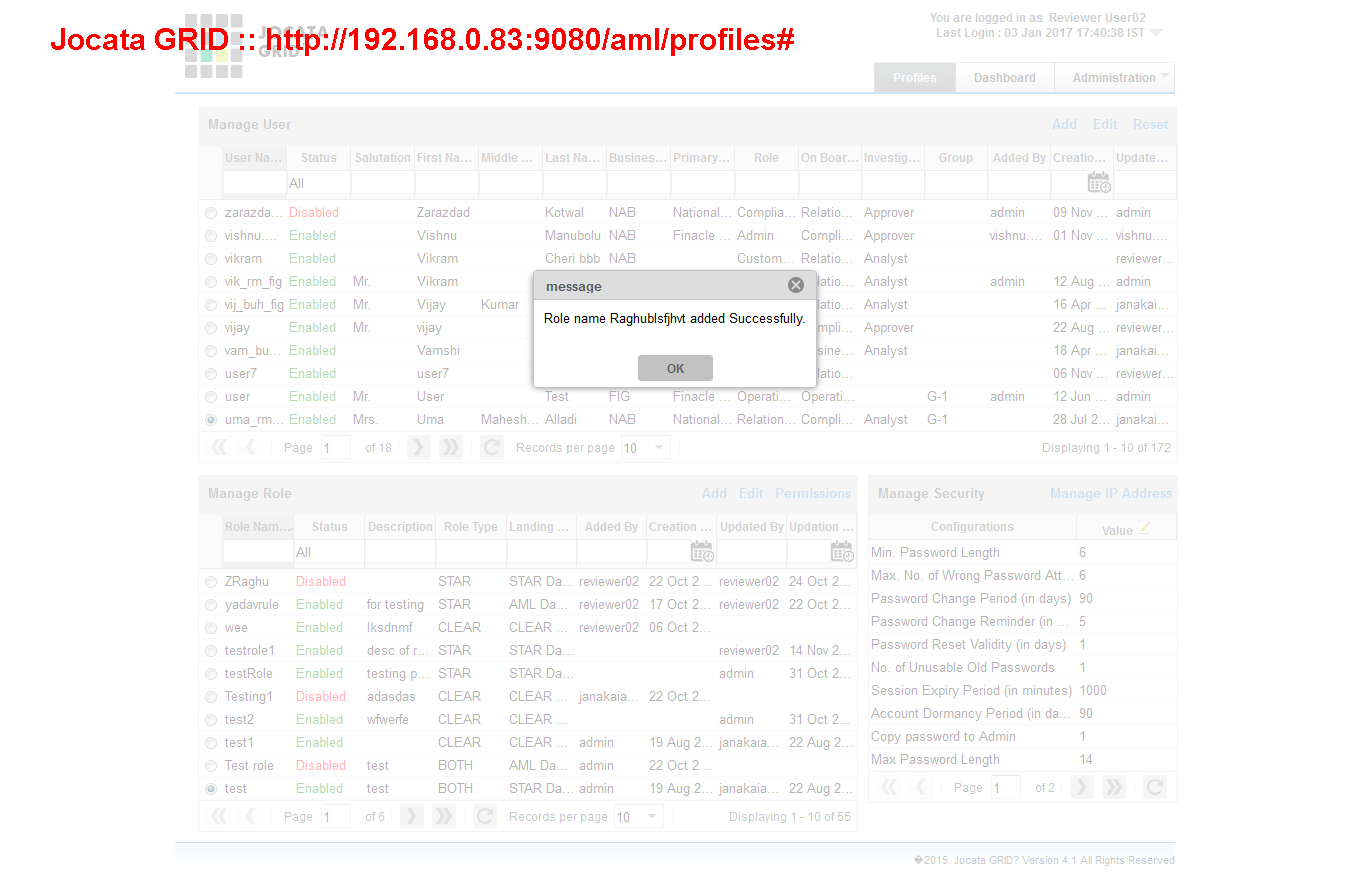 Jocata GRID :: http://192.168.0.83:9080/aml/profiles#
JOCATA
GRID
You are logged in as Reviewer User02
Last Login : 03 Jan 2017 17:40:38 IST
Profiles Dashboard Administration
Manage User Add Edit Reset
User Na... Status Salutation First Na... Middle ... Last Na... Business... Primary... Role On Boar... Investig... Group Added By Creatio... Update...
All
zarazda... Disabled Zarazdad Kotwal NAB National... Complia... Relatio... Approver admin 09 Nov ... admin
vishnu.... Enabled Vishnu Manubolu NAB Finacle ... Admin Compli... Approver vishnu.... 01 Nov ... vishnu....
vikram Enabled Vikram Cheri bbb NAB Custom... Relatio... Analyst reviewer...
vik_rm_fig Enabled Mr. Vikram latio... Analyst admin 12 Aug ... admin
vij_buh_fig Enabled Mr. Vijay Kumar latio... Analyst 16 Apr ... janakai...
vijay Enabled Mr. vijay mpli... Approver 22 Aug ... reviewer...
vam_bu... Enabled Vamshi sine... Analyst 18 Apr ... janakai...
user7 Enabled user7 latio... 06 Nov ... reviewer...
user Enabled Mr. User Test FIG Finacle ... Operati... Operati... G-1 admin 12 Jun ... admin
uma_rm... Enabled Mrs. Uma Mahesh... Alladi NAB National... Relation... Compli... Analyst G-1 28 Jul 2... janakai...
Page 1 of 18 Records per page 10 Displaying 1 - 10 of 172
message
Role name Raghublsfjhvt added Successfully.
OK
Manage Role Add Edit Permissions
Role Nam... Status Description Role Type Landing ... Added By Creation ... Updated By Updation ...
All
ZRaghu Disabled STAR STAR Da... reviewer02 22 Oct 2... reviewer02 24 Oct 2...
yadavrule Enabled for testing STAR AML Da... reviewer02 17 Oct 2... reviewer02 22 Oct 2...
wee Enabled lksdnmf CLEAR CLEAR ... reviewer02 06 Oct 2...
testrole1 Enabled desc of r... STAR STAR Da... reviewer02 14 Nov 2...
testRole Enabled testing p... STAR STAR Da... admin 31 Oct 2...
Testing1 Disabled adasdas CLEAR CLEAR ... janakaia... 22 Oct 2...
test2 Enabled wfwerfe CLEAR CLEAR ... admin 31 Oct 2...
test1 Enabled CLEAR CLEAR ... admin 19 Aug 2... janakaia... 22 Aug 2...
Test role Disabled test BOTH AML Da... admin 22 Oct 2...
test Enabled test BOTH STAR Da... admin 19 Aug 2... janakaia... 22 Aug 2...
Page 1 of 6 Records per page 10 Displaying 1 - 10 of 55
Manage Security Manage IP Address
Configurations Value
Min. Password Length 6
Max. No. of Wrong Password Att... 6
Password Change Period (in days) 90
Password Change Reminder (in ... 5
Password Reset Validity (in days) 1
No. of Unusable Old Passwords 1
Session Expiry Period (in minutes) 1000
Account Dormancy Period (in da... 90
Copy password to Admin 1
Max Password Length 14
Page 1 of 2
�2015. Jocata GRID? Version 4.1 All Rights Reserved